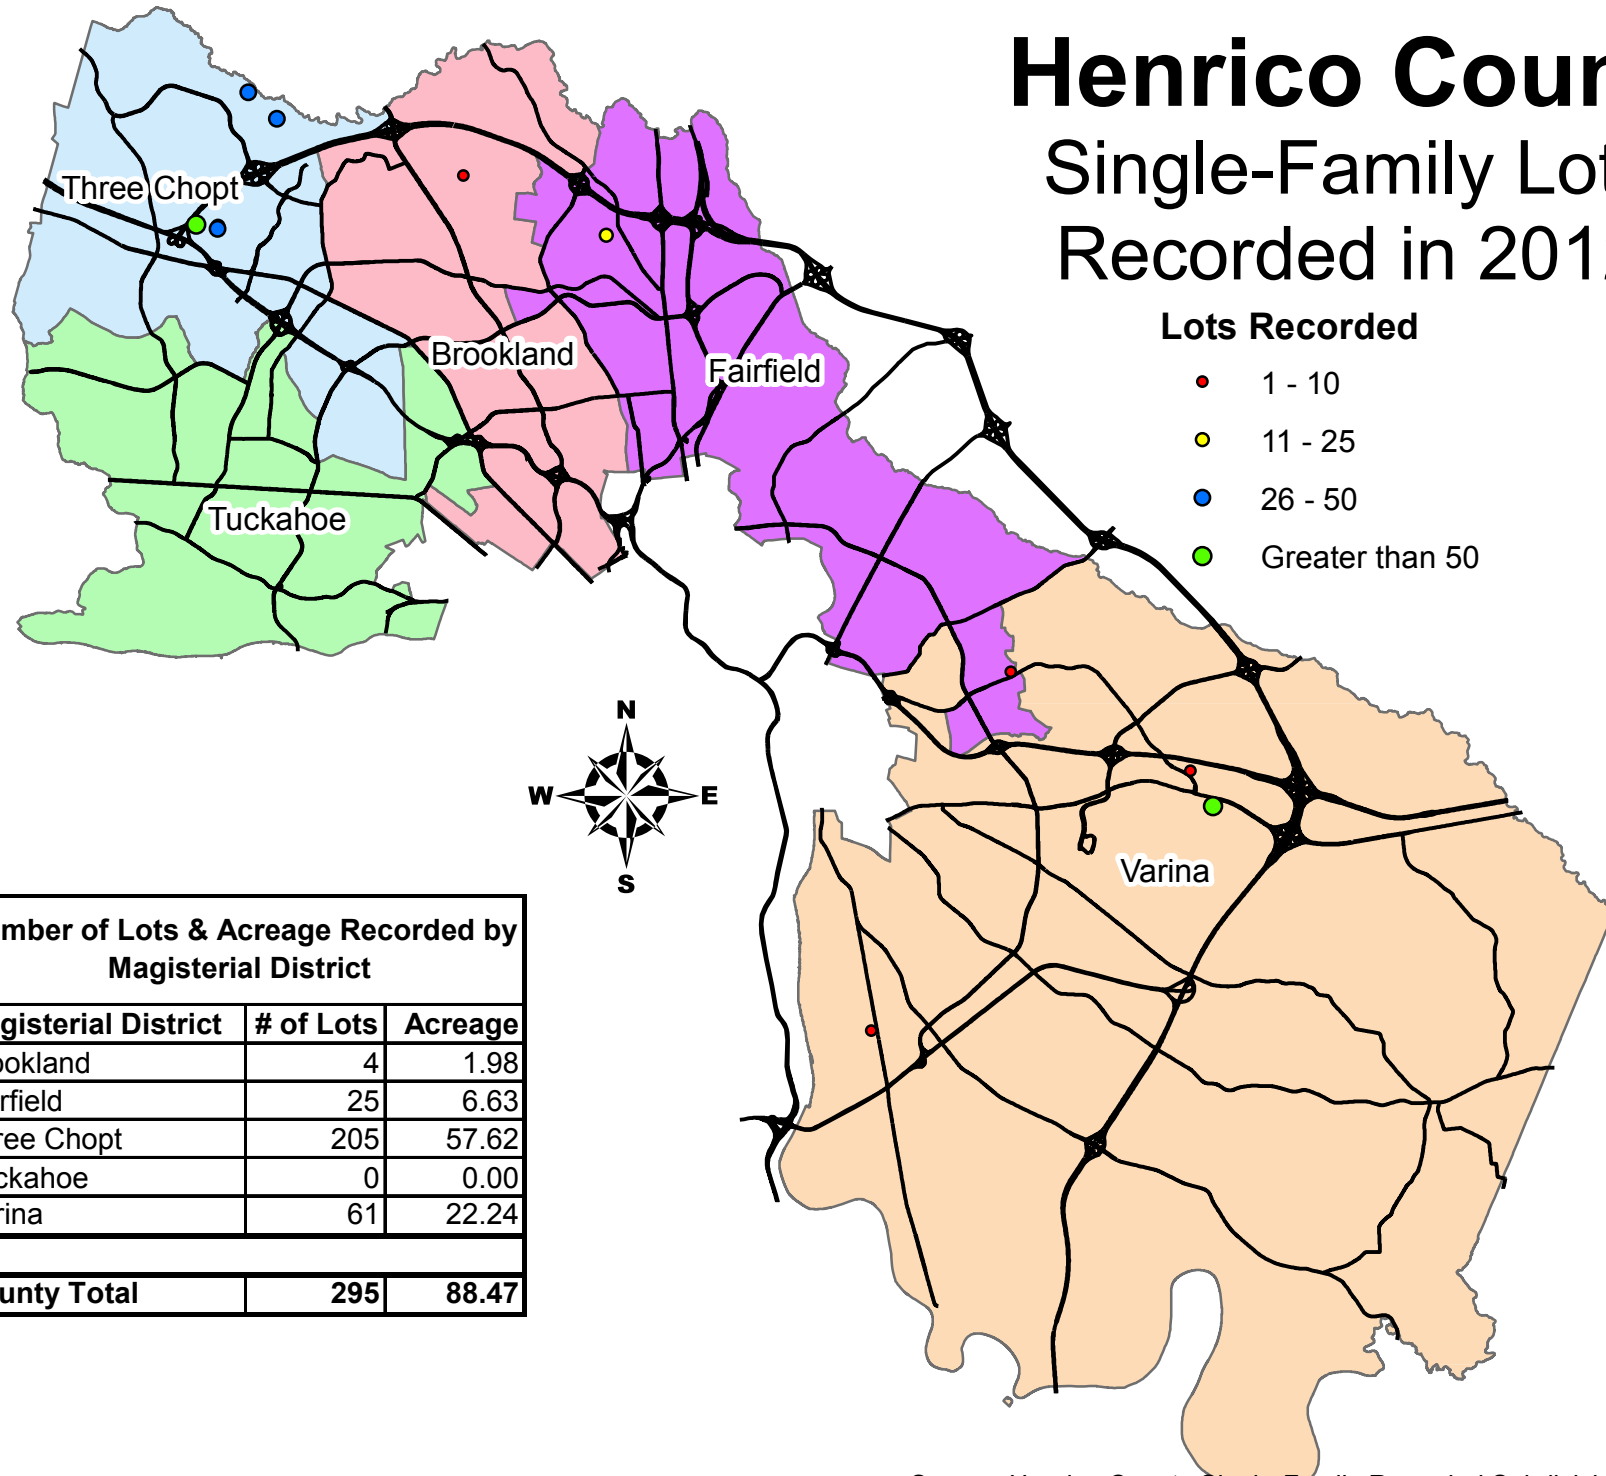 Henrico Coun
Single-Family Lot
Recorded in 201
Lots Recorded
1 - 10
11 - 25
26 - 50
Greater than 50
Three Chopt
Brookland
Fairfield
Tuckahoe
Varina
N
W E
S
mber of Lots & Acreage Recorded by
Magisterial District
gisterial District # of Lots Acreage
ookland 4 1.98
rfield 25 6.63
ree Chopt 205 57.62
ckahoe 0 0.00
rina 61 22.24
unty Total 295 88.47